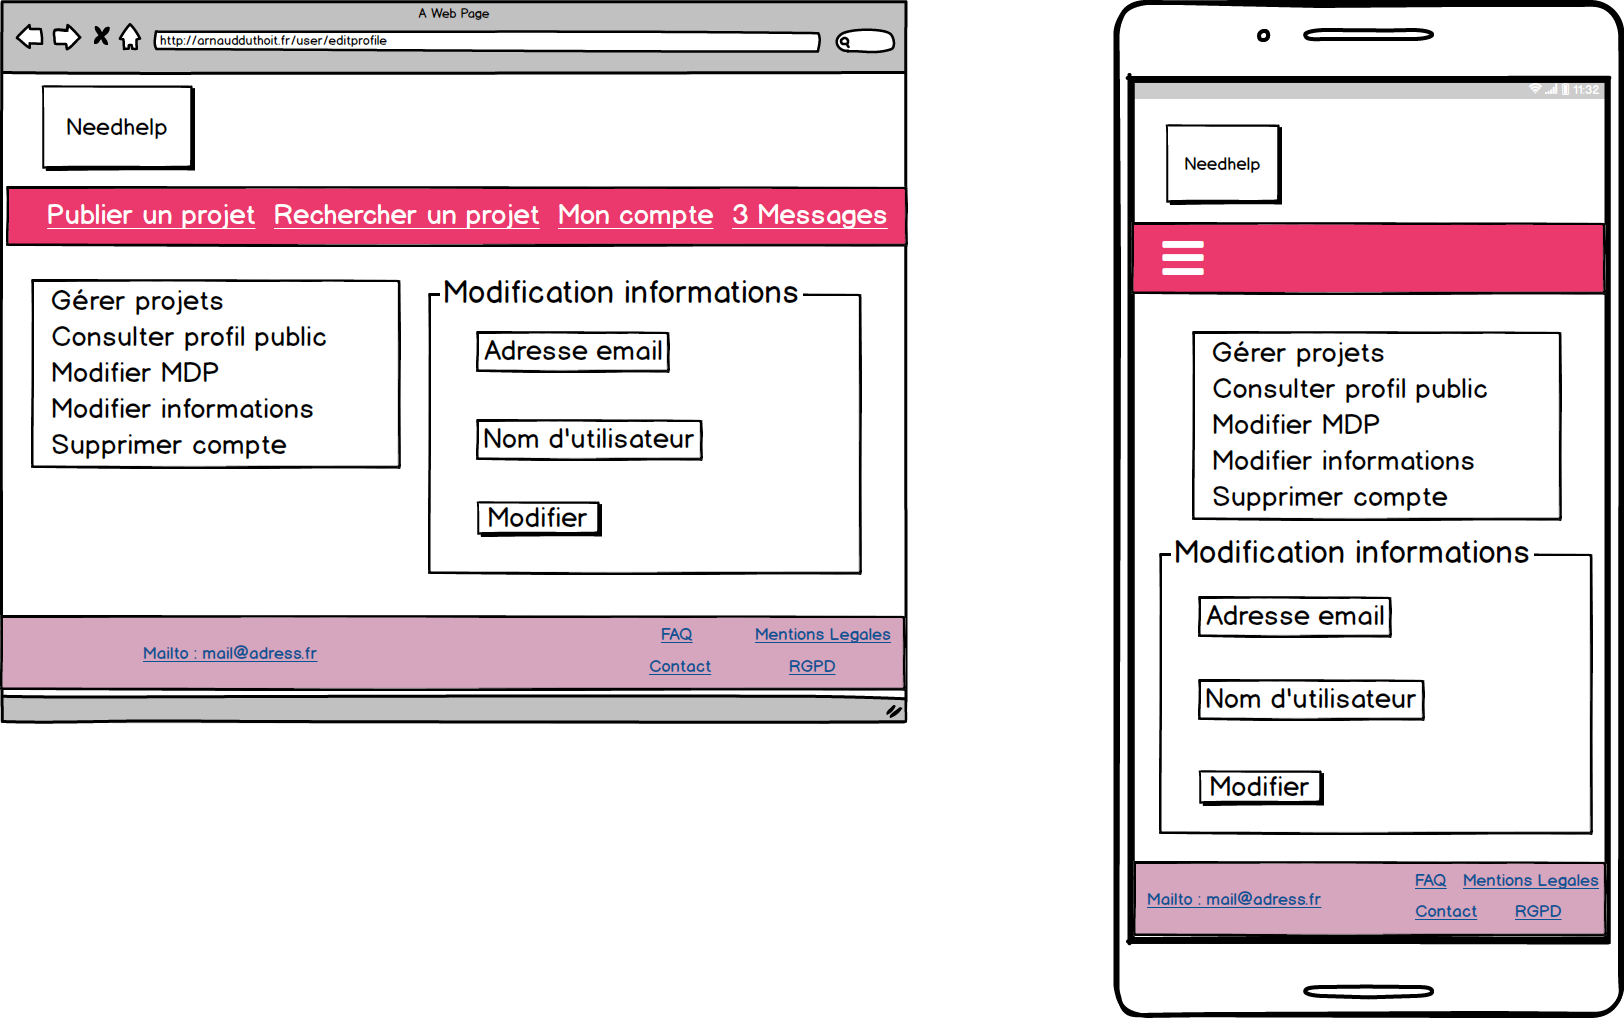 A Web Page
http://arnaudduthoit.fr/user/editprofile
Needhelp
Publier un projet Rechercher un projet Mon compte 3 Messages
Gérer projets
Consulter profil public
Modifier MDP
Modifier informations
Supprimer compte
Modification informations
Adresse email
Nom d'utilisateur
Modifier
Mailto : mail@adress.fr
FAQ Mentions Legales
Contact RGPD
11:32
Needhelp
Gérer projets
Consulter profil public
Modifier MDP
Modifier informations
Supprimer compte
Modification informations
Adresse email
Nom d'utilisateur
Modifier
Mailto : mail@adress.fr
FAQ Mentions Legales
Contact RGPD